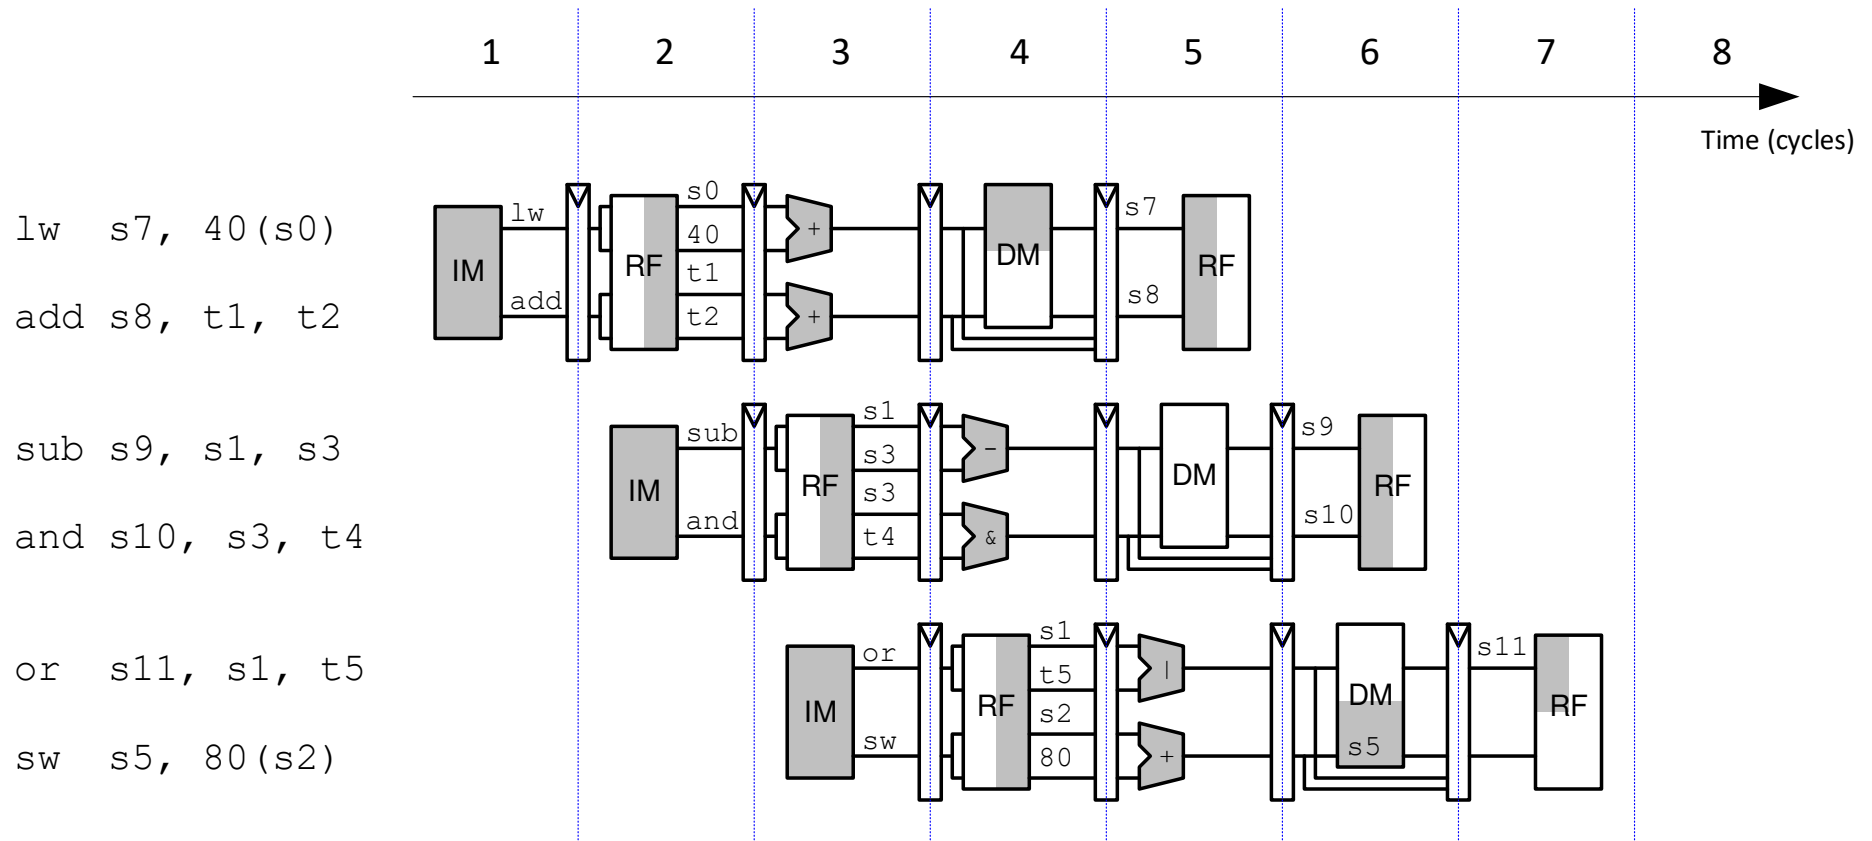 1 2 3 4 5 6 7 8
Time (cycles)
lw s7, 40(s0)
add s8, t1, t2
IM
lw
add
RF
s0
40
t1
t2
+
+
DM
s7
s8
RF
sub s9, s1, s3
and s10, s3, t4
IM
sub
and
RF
s1
s3
s3
t4
-
&
DM
s9
s10
RF
or s11, s1, t5
sw s5, 80(s2)
IM
or
sw
RF
s1
t5
s2
80
|
+
DM
s5
s11
RF